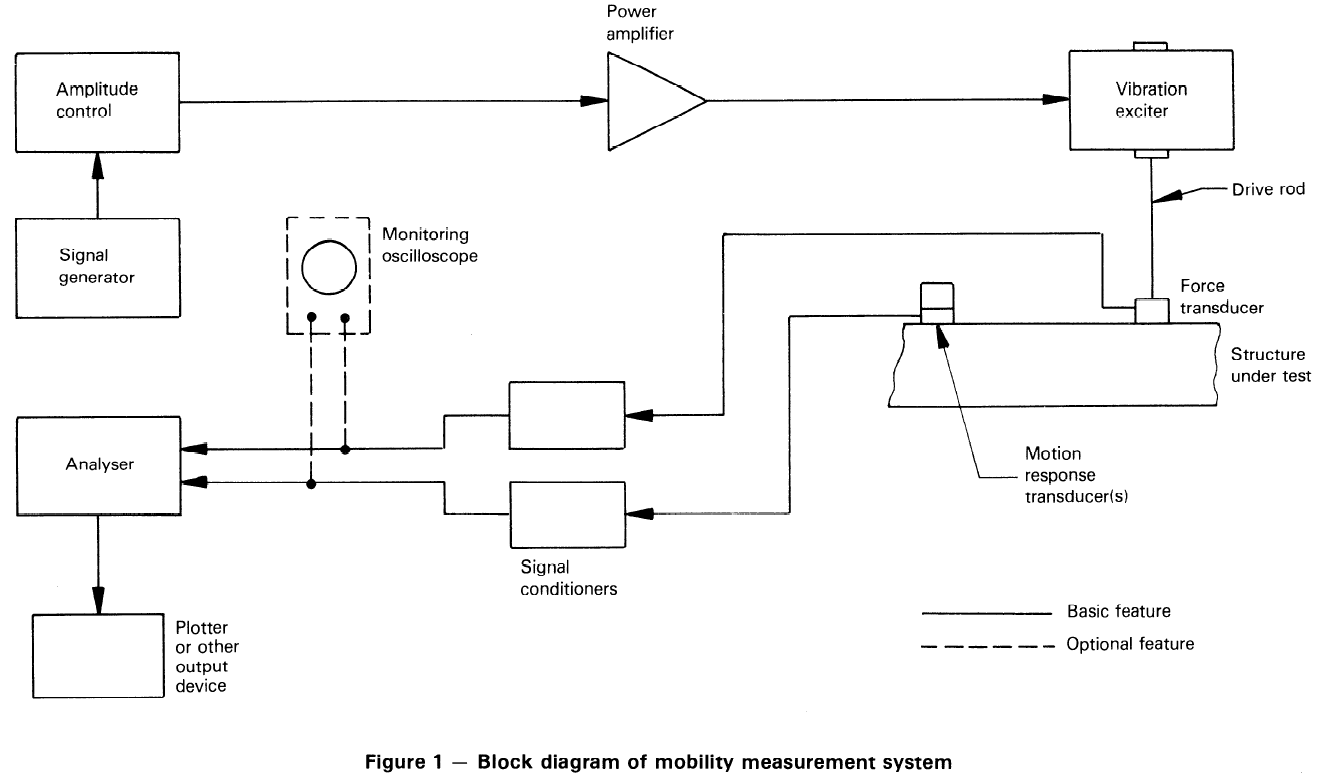 Power
amplifier
Amplitude
control
Vibration
exciter
Drive rod
Signal
generator
Monitoring
oscilloscope
Force
transducer
Structure
under test
Analyser
Motion
response
transducer(s)
Signal
conditioners
Basic feature
Optional feature
Plotter
or other
output
device
Figure 1 — Block diagram of mobility measurement system